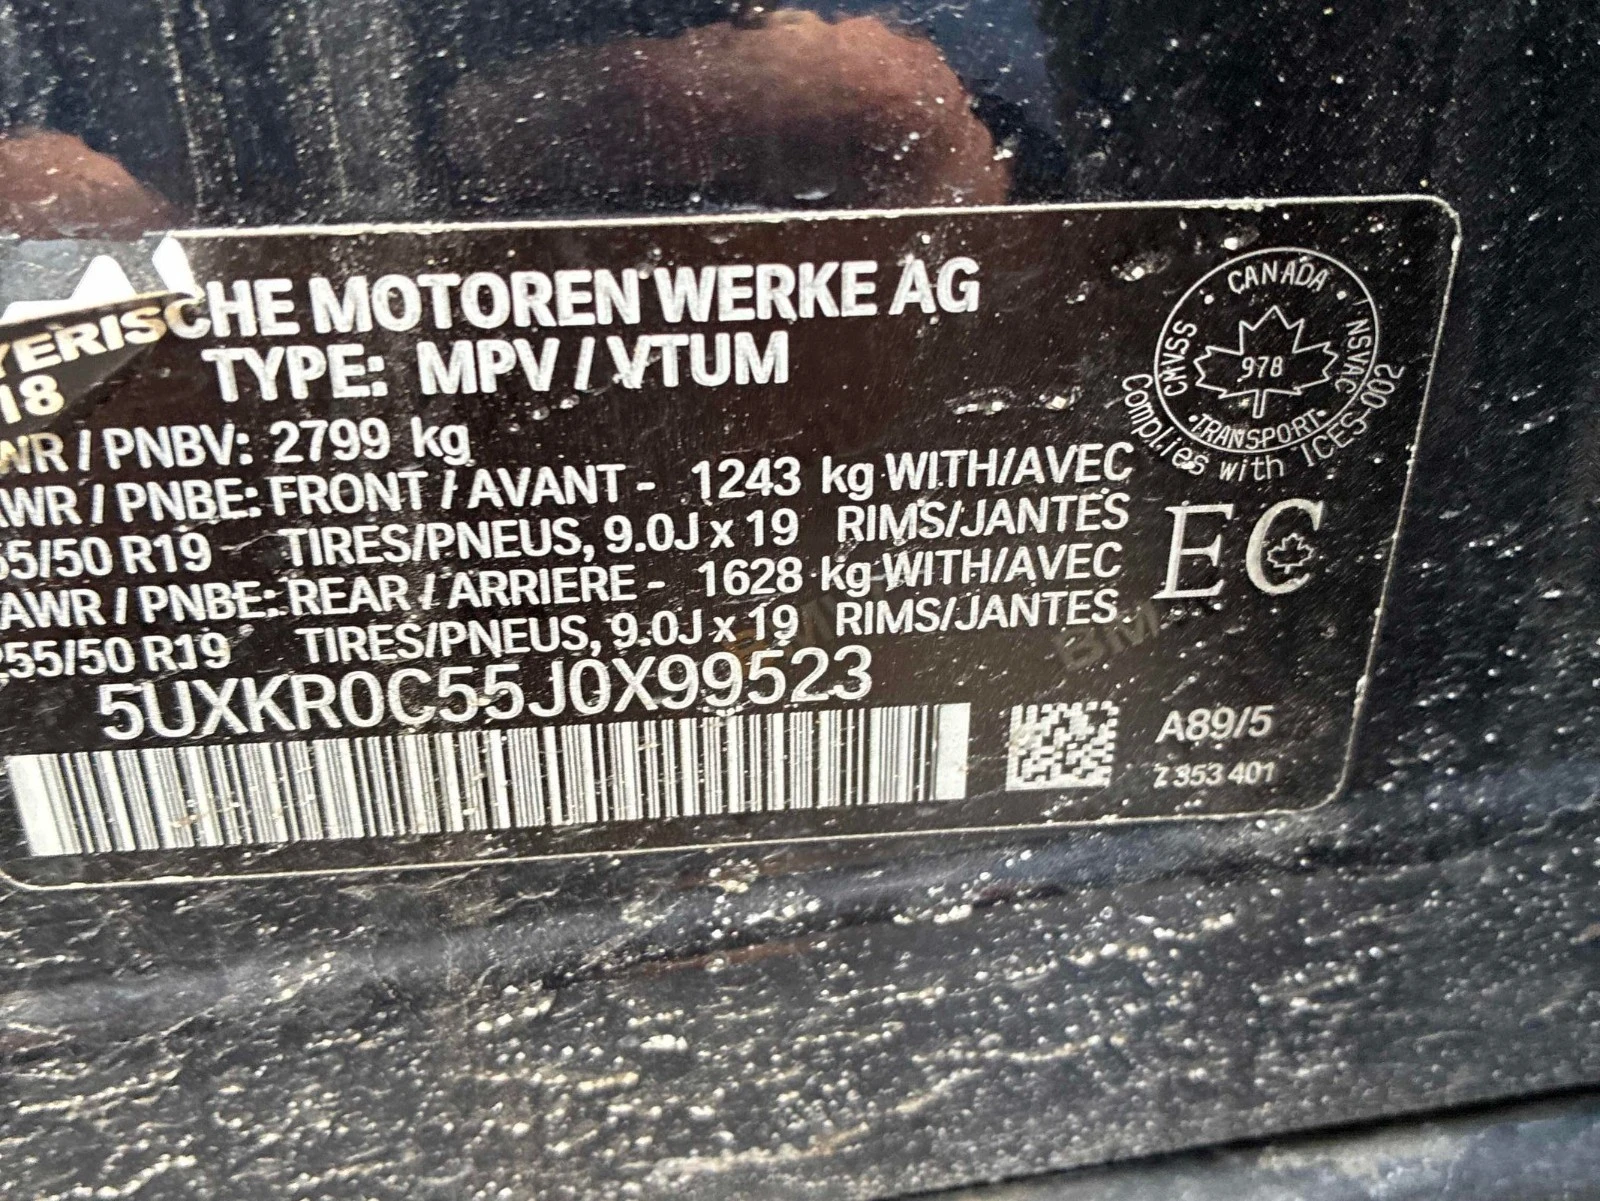 YERISCHE MOTOREN WERKE AG
18 TYPE: MPV / VTUM
WR / PNBV: 2799 kg
AWR / PNBE: FRONT / AVANT - 1243 kg WITH/AVEC
55/50 R19 TIRES/PNEUS, 9.0J x 19 RIMS/JANTES
AWR / PNBE: REAR / ARRIERE - 1628 kg WITH/AVEC
255/50 R19 TIRES/PNEUS, 9.0J x 19 RIMS/JANTES
5UXKR0C55J0X99523
CANADA
CMVSS
978
NSVAC
TRANSPORT
Complies with ICES-002
EC
A89/5
Z 353 401